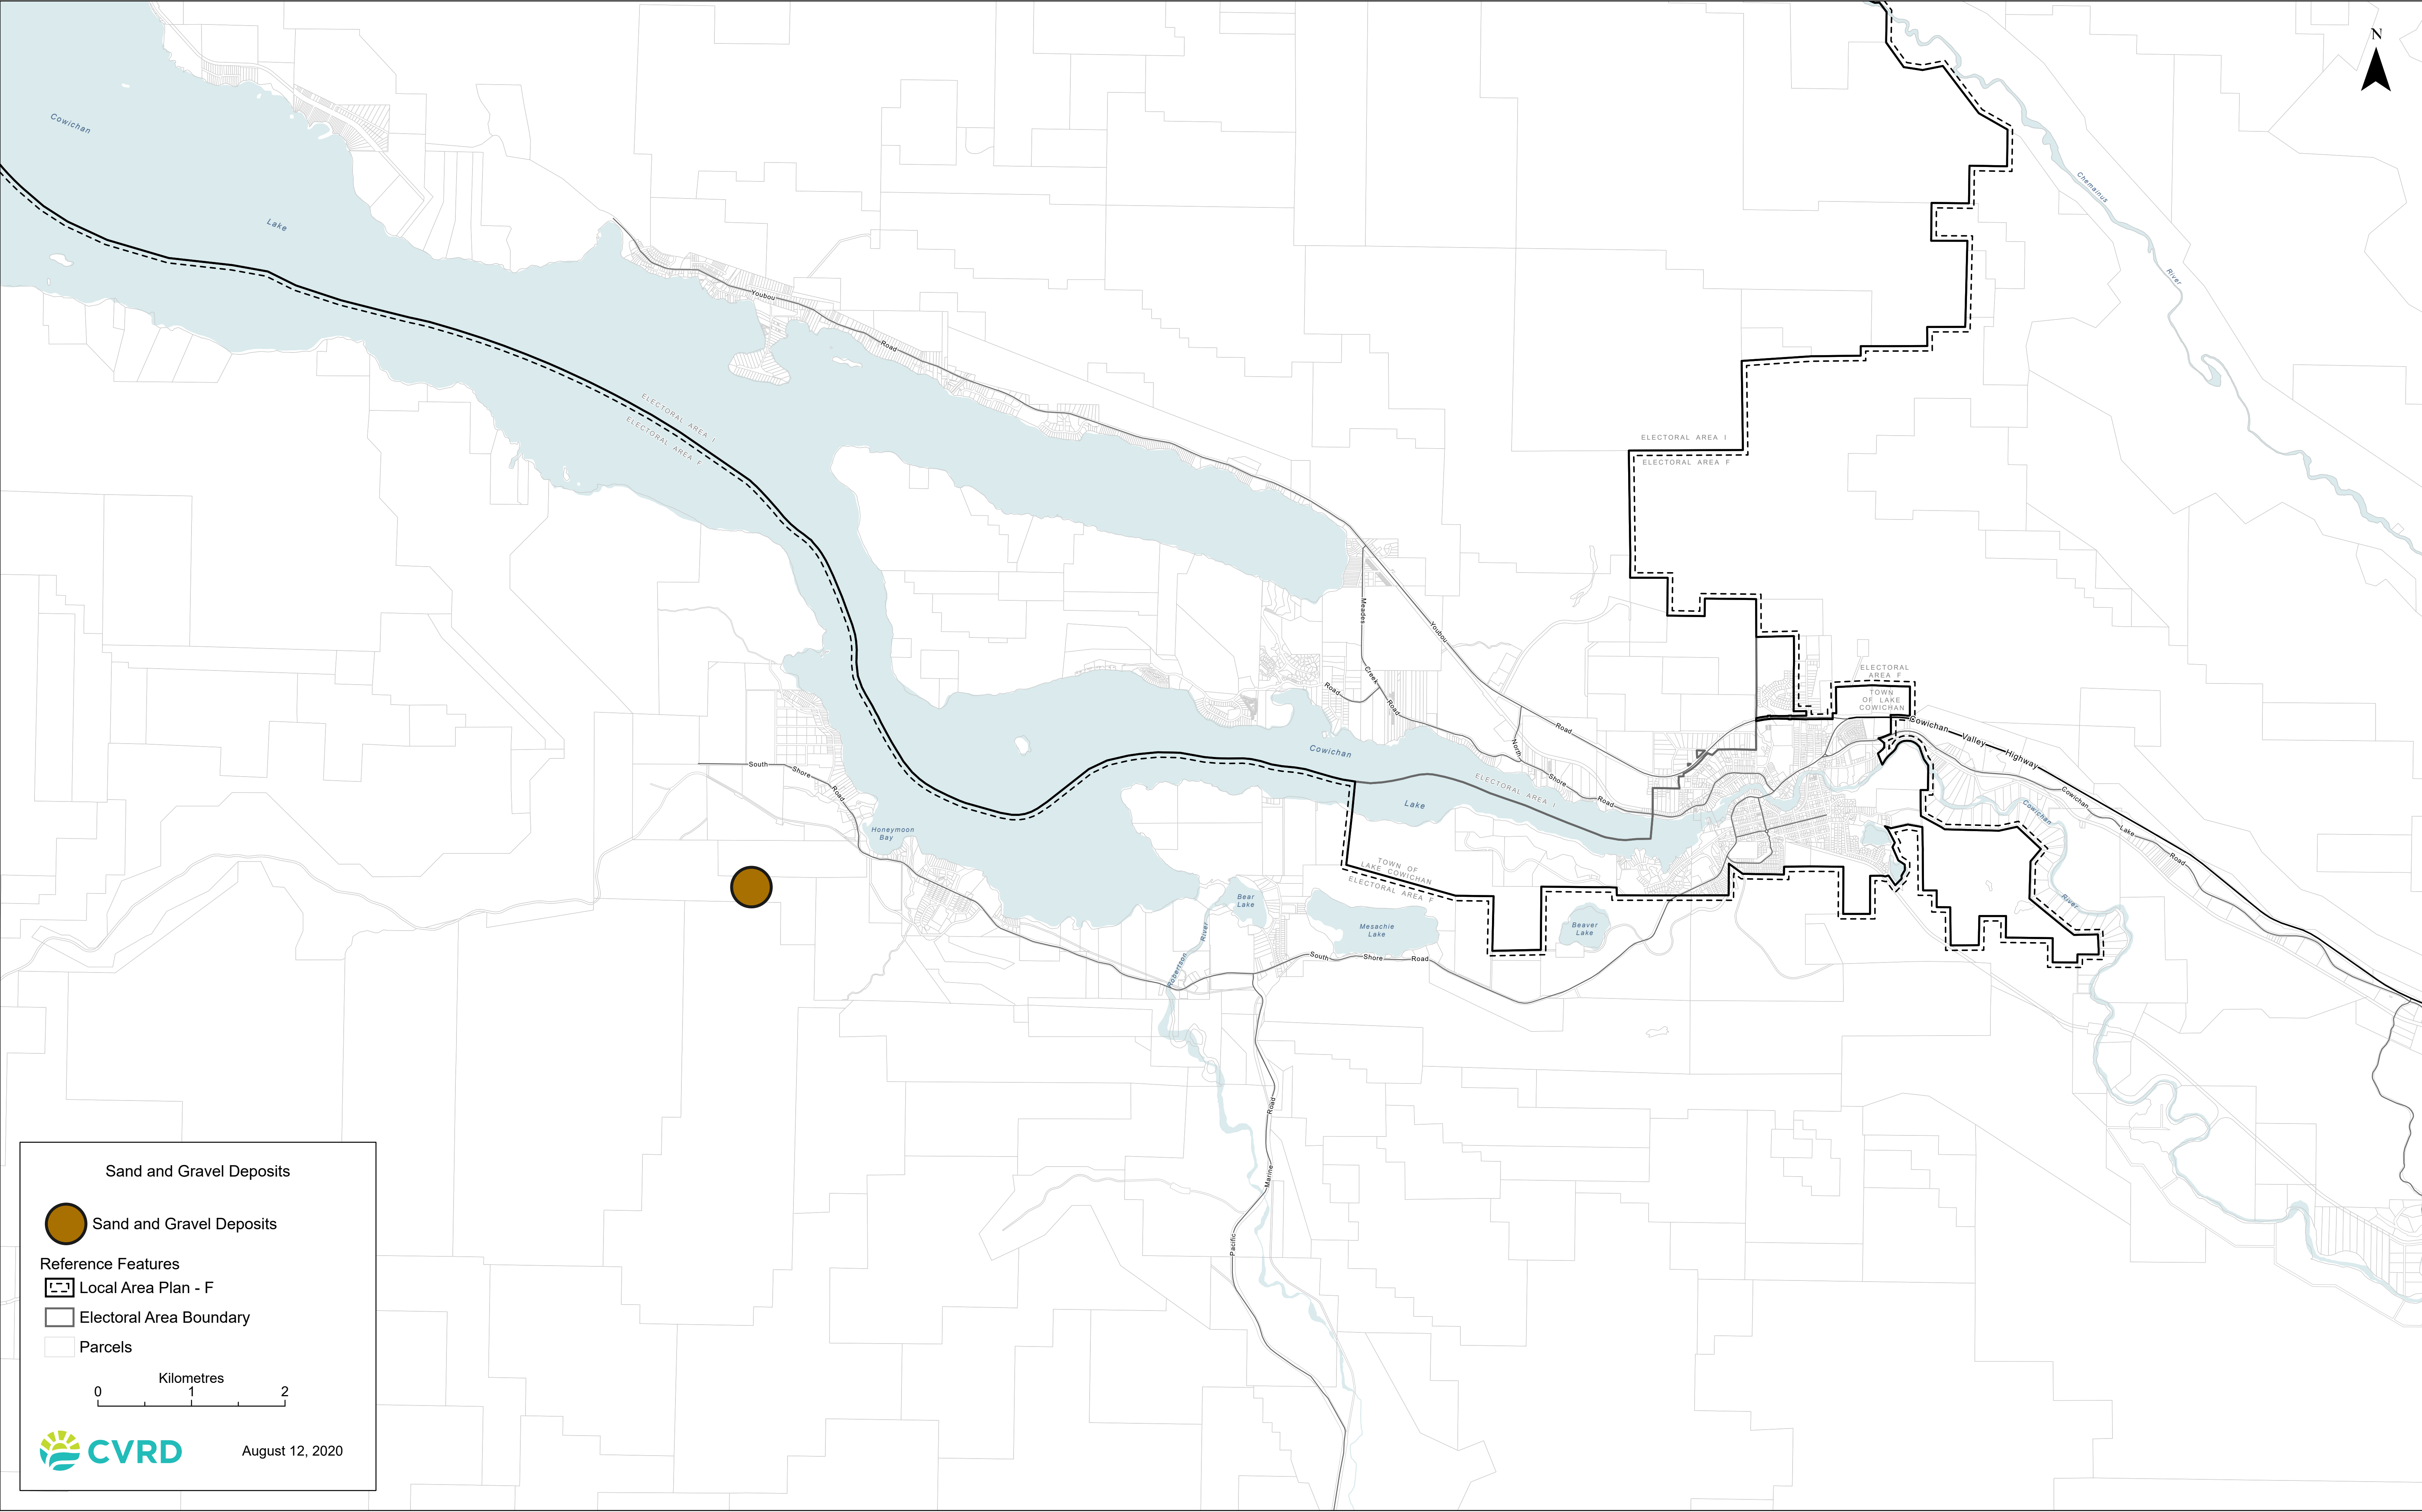 N
Cowichan
Lake
Chemainus
River
Youbou
Road
ELECTORAL AREA I
ELECTORAL AREA F
ELECTORAL AREA I
ELECTORAL AREA F
Meades
Creek
Road
Road
Youbou
Road
North
Shore
Road
ELECTORAL
AREA F
TOWN
OF LAKE
COWICHAN
Cowichan
Valley
Highway
Cowichan
Lake
Road
Cowichan
River
South
Shore
Road
Honeymoon
Bay
Cowichan
Lake
ELECTORAL AREA I
TOWN OF
LAKE COWICHAN
ELECTORAL AREA F
Bear
Lake
Mesachie
Lake
Beaver
Lake
Robertson
River
South
Shore
Road
Pacific
Marine
Road
Sand and Gravel Deposits
Sand and Gravel Deposits
Reference Features
Local Area Plan - F
Electoral Area Boundary
Parcels
Kilometres
0 1 2
CVRD
August 12, 2020